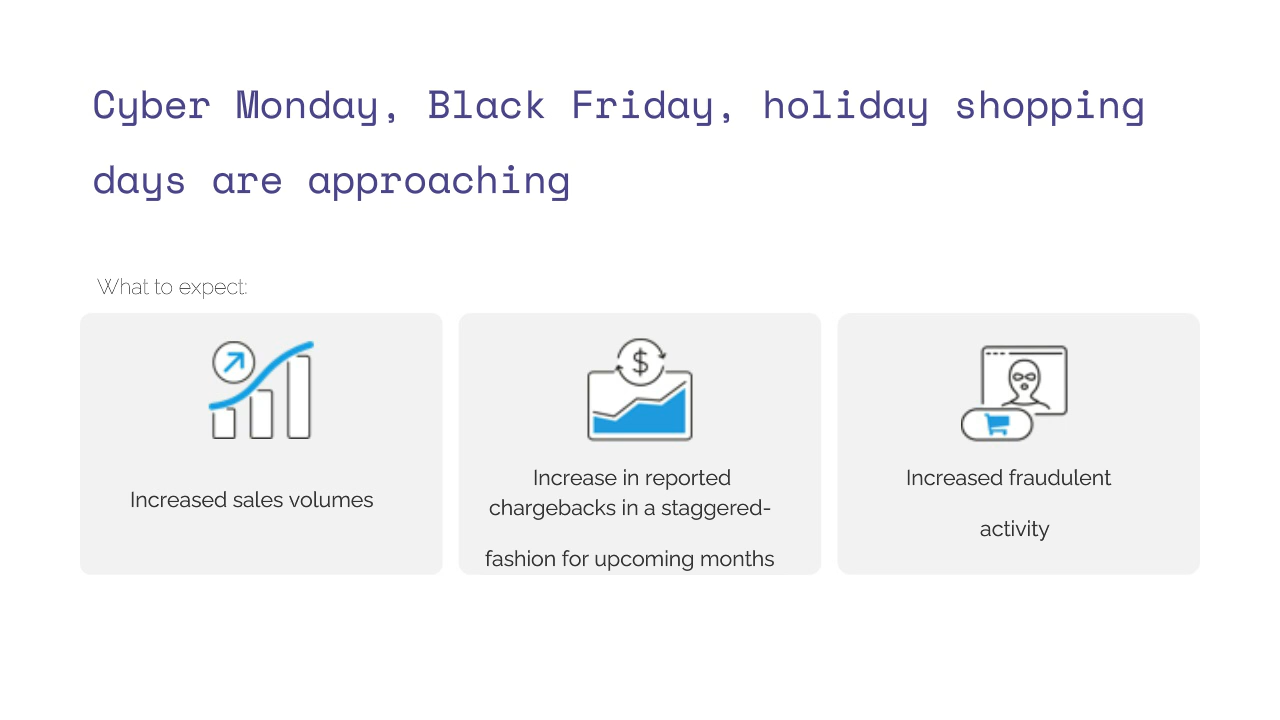 Cyber Monday, Black Friday, holiday shopping
days are approaching
What to expect:
Increased sales volumes
$
Increase in reported
chargebacks in a staggered-
fashion for upcoming months
Increased fraudulent
activity